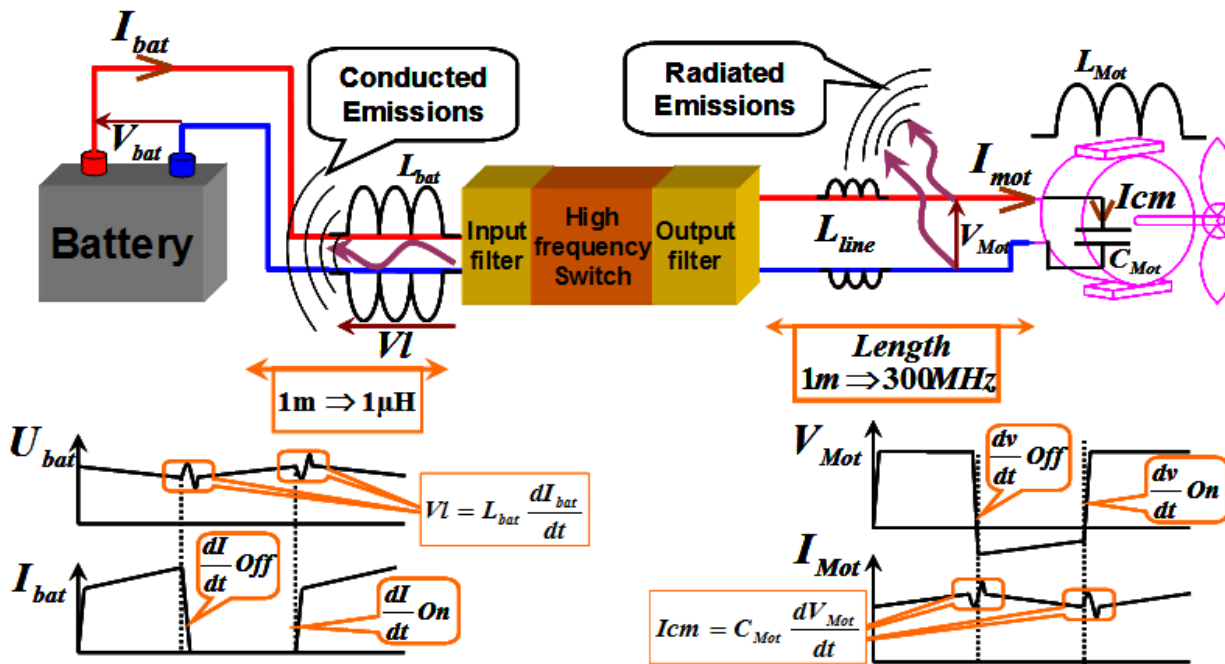 I_bat
Conducted
Emissions
Radiated
Emissions
L_Mot
V_bat
L_bat
I_mot
Icm
Battery
Input
filter
High
frequency
Switch
Output
filter
L_line
V_Mot
C_Mot
Vl
Length
1m ⇒ 300MHz
1m ⇒ 1μH
U_bat
Vl = L_bat dI_bat/dt
dI/dt Off
I_bat
dI/dt On
V_Mot
dv/dt Off
dv/dt On
I_Mot
Icm = C_Mot dV_Mot/dt